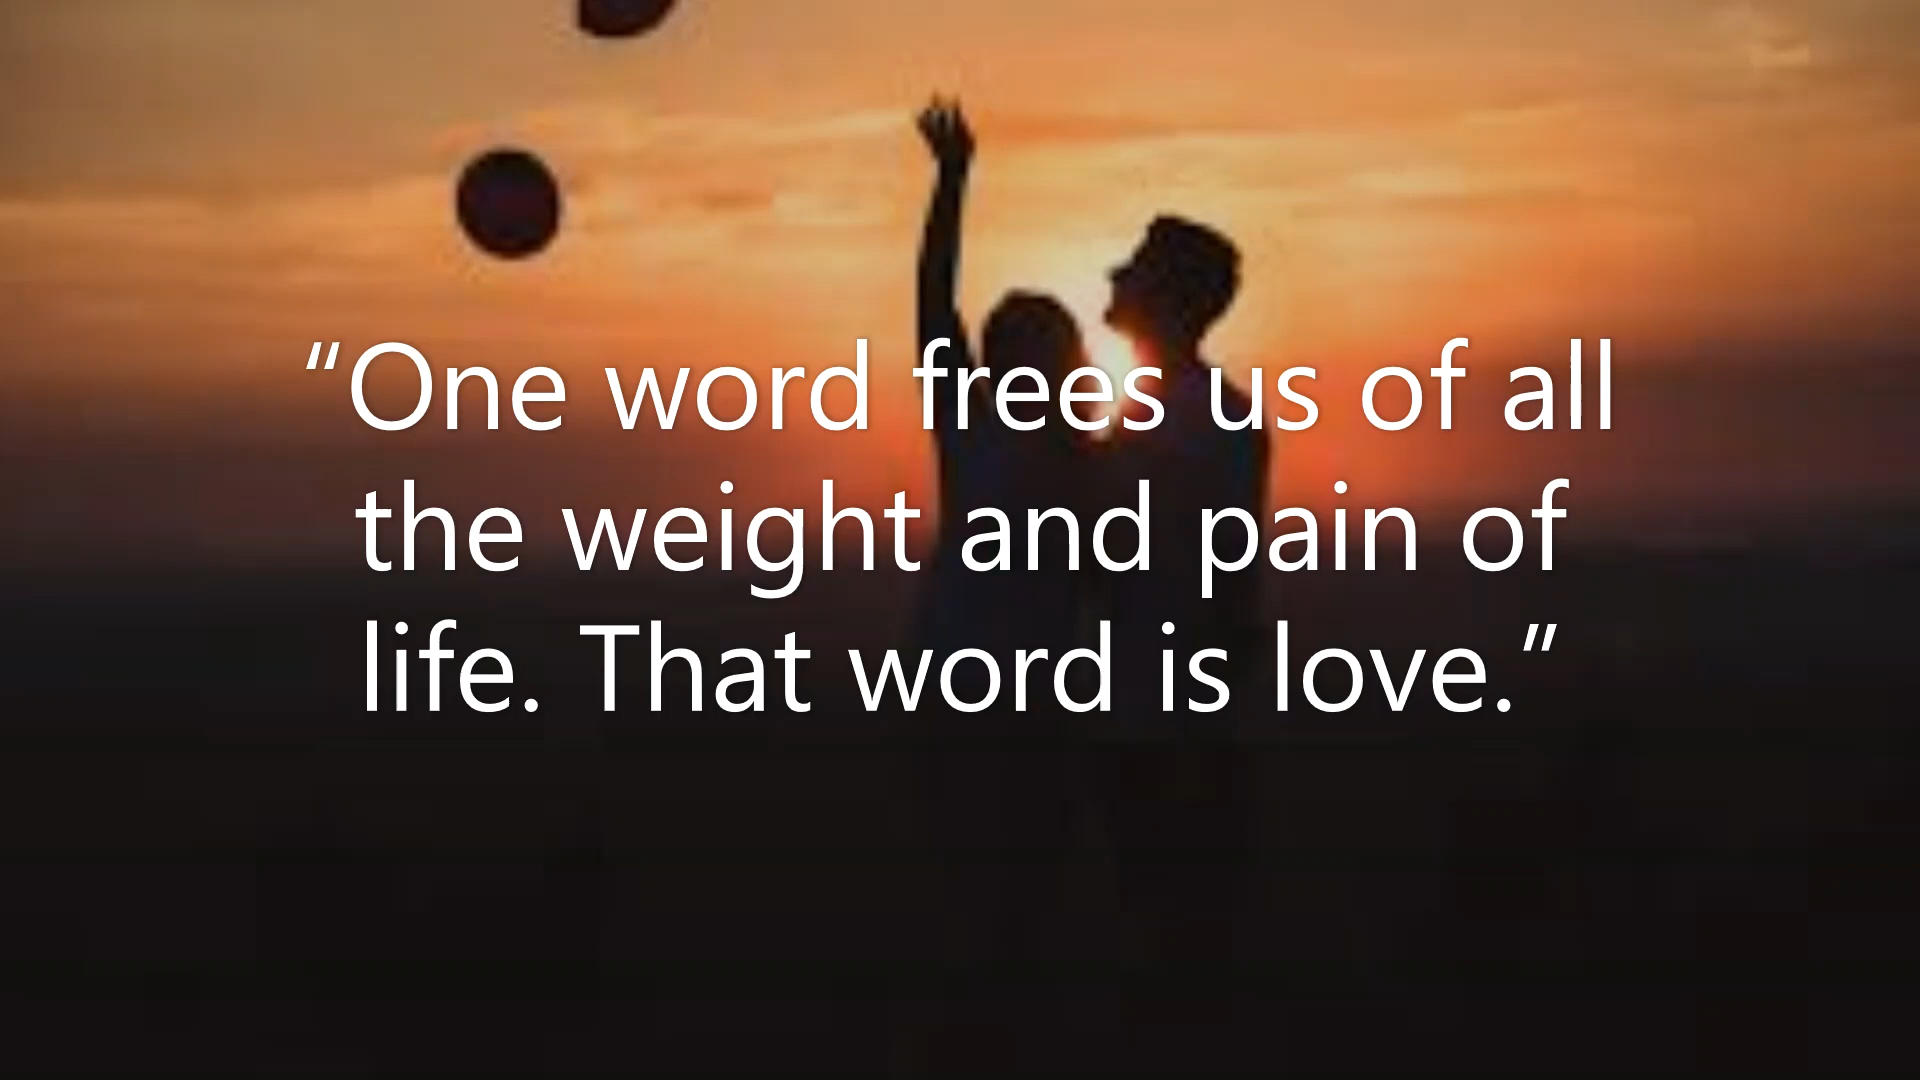 “One word frees us of all
the weight and pain of
life. That word is love.”